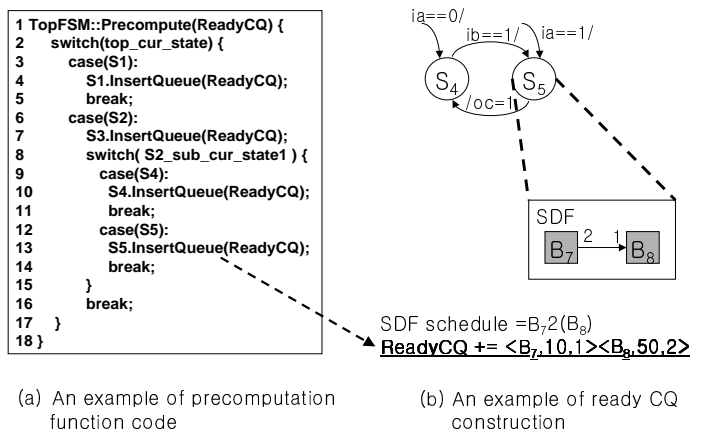 1 TopFSM::Precompute(ReadyCQ) {
2 switch(top_cur_state) {
3 case(S1):
4 S1.InsertQueue(ReadyCQ);
5 break;
6 case(S2):
7 S3.InsertQueue(ReadyCQ);
8 switch( S2_sub_cur_state1 ) {
9 case(S4):
10 S4.InsertQueue(ReadyCQ);
11 break;
12 case(S5):
13 S5.InsertQueue(ReadyCQ);
14 break;
15 }
16 break;
17 }
18 }
(a) An example of precomputation
function code
ia==0/
ib==1/
ia==1/
S4
S5
/oc=1
SDF
B7
2
1
B8
SDF schedule =B72(B8)
ReadyCQ += <B7,10,1><B8,50,2>
(b) An example of ready CQ
construction